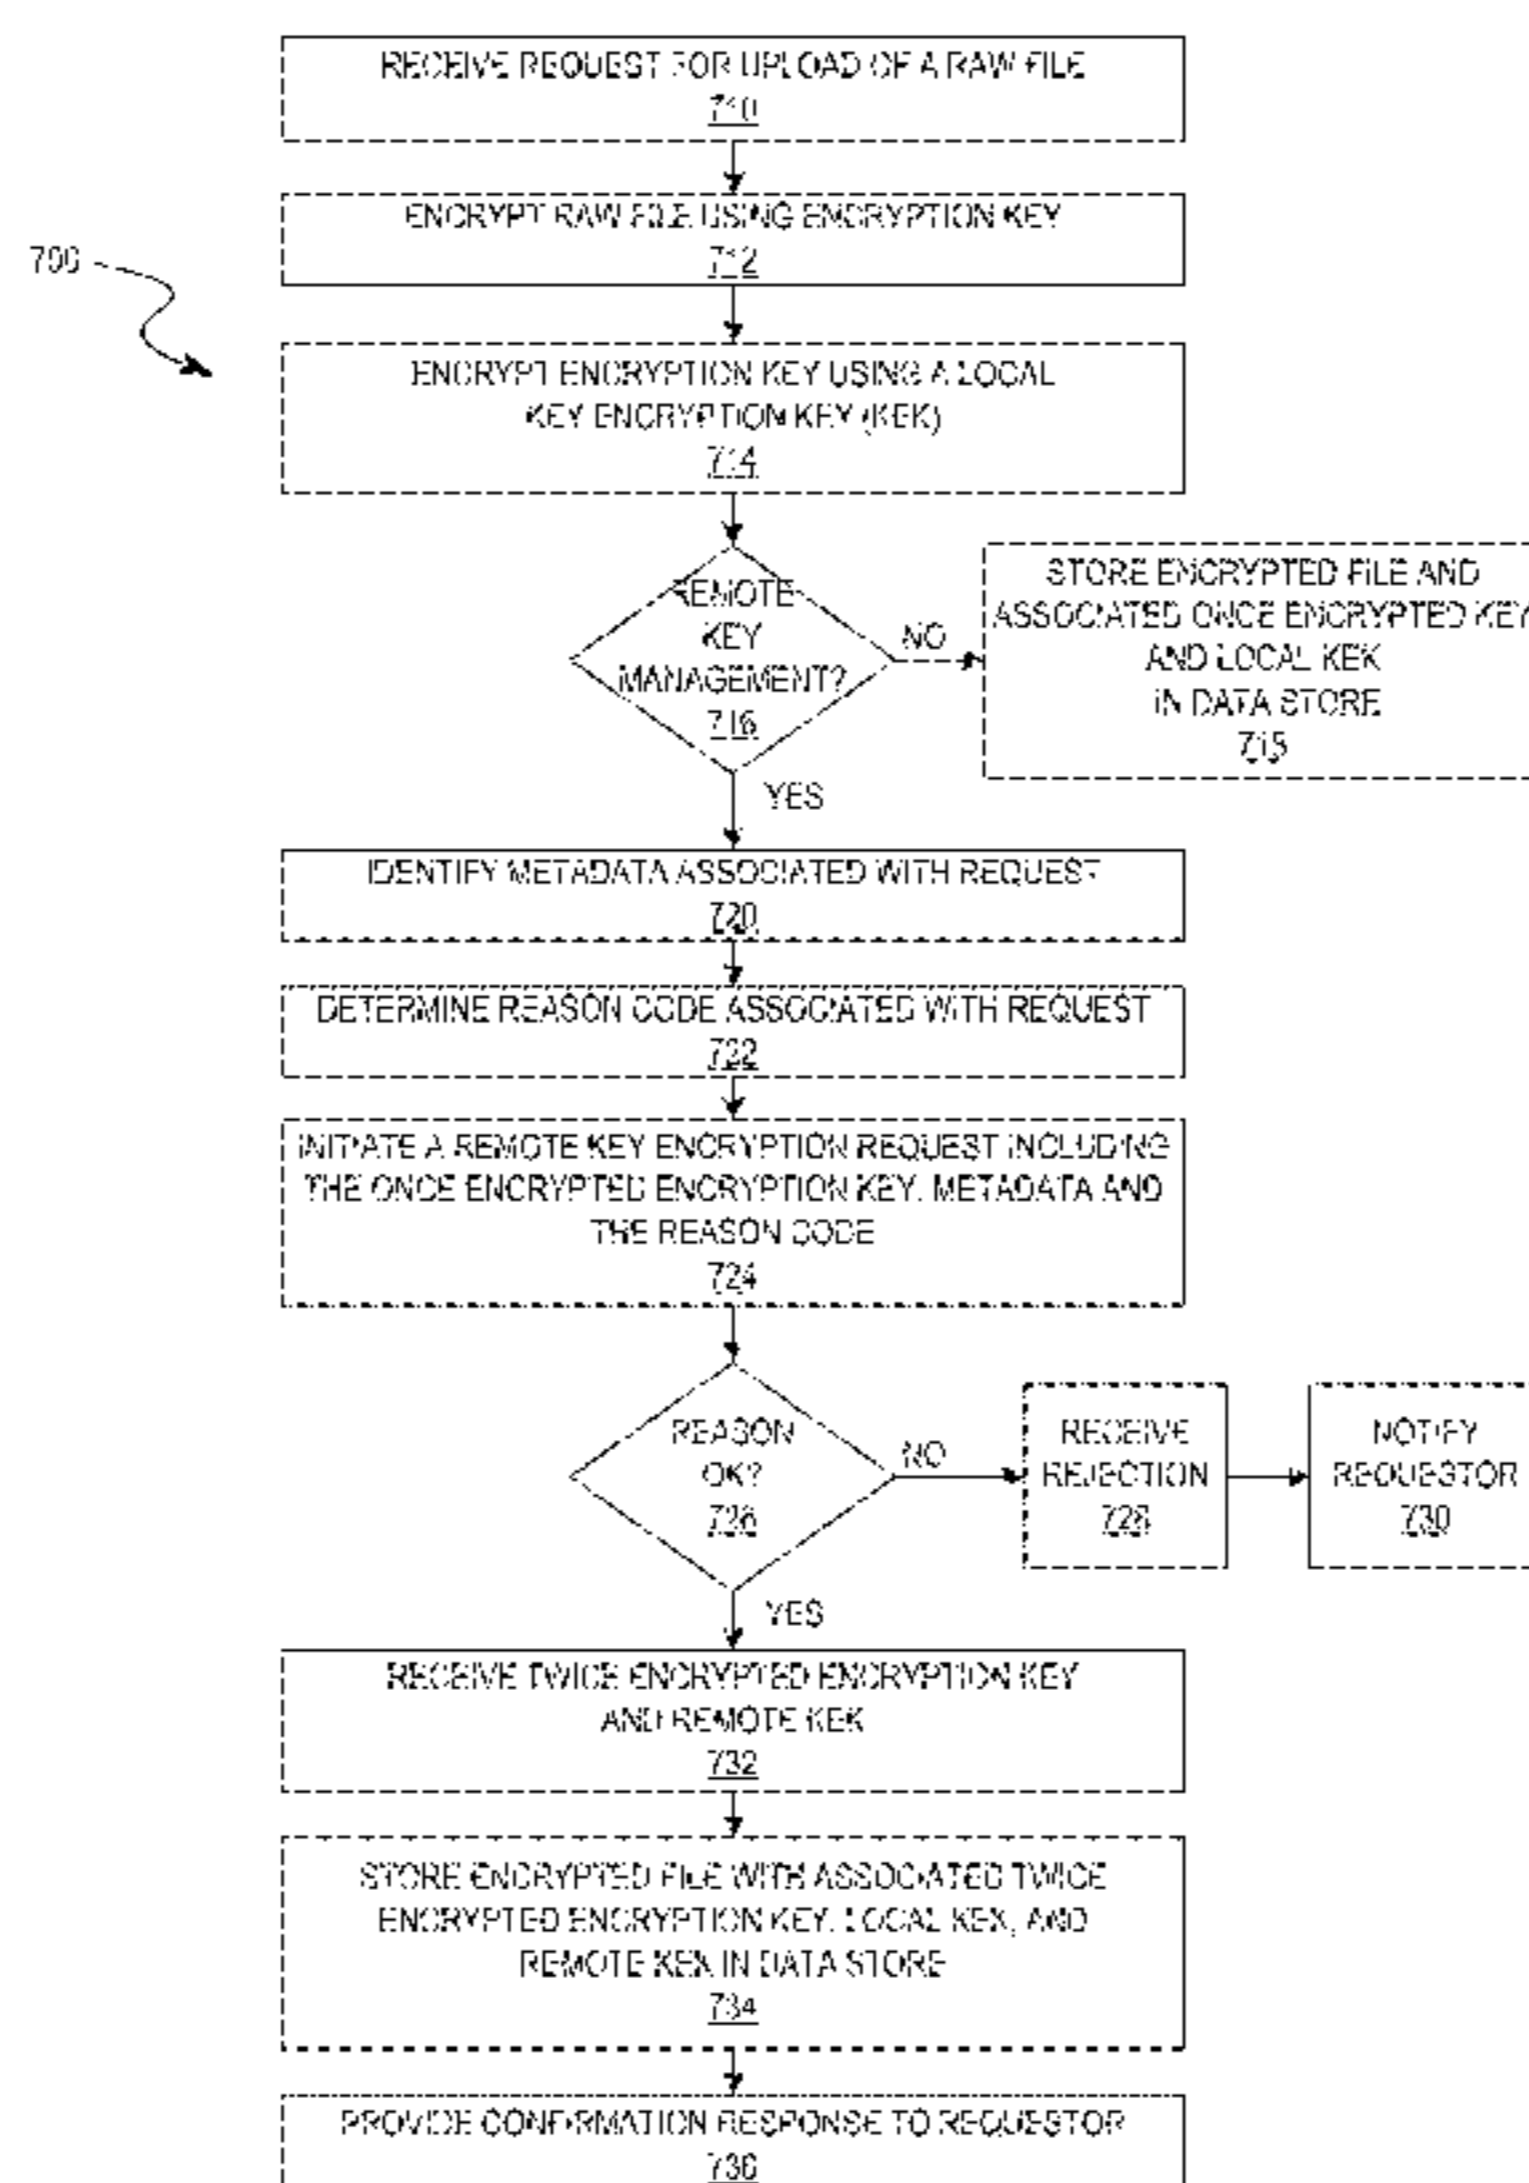 RECEIVE REQUEST FOR UPLOAD OF A RAW FILE
710
ENCRYPT RAW FILE USING ENCRYPTION KEY
712
700
ENCRYPT ENCRYPTION KEY USING A LOCAL
KEY ENCRYPTION KEY (KEK)
714
REMOTE
KEY
MANAGEMENT?
716
NO
STORE ENCRYPTED FILE AND
ASSOCIATED ONCE ENCRYPTED KEY
AND LOCAL KEK
IN DATA STORE
YES
IDENTIFY METADATA ASSOCIATED WITH REQUEST
720
DETERMINE REASON CODE ASSOCIATED WITH REQUEST
722
INITIATE A REMOTE KEY ENCRYPTION REQUEST INCLUDING
THE ONCE ENCRYPTED ENCRYPTION KEY, METADATA AND
THE REASON CODE
724
REASON
OK?
726
NO
RECEIVE
REJECTION
728
NOTIFY
REQUESTOR
730
YES
RECEIVE TWICE ENCRYPTED ENCRYPTION KEY
AND REMOTE KEK
732
STORE ENCRYPTED FILE WITH ASSOCIATED TWICE
ENCRYPTED ENCRYPTION KEY, LOCAL KEK, AND
REMOTE KEK IN DATA STORE
734
PROVIDE CONFIRMATION RESPONSE TO REQUESTOR
736